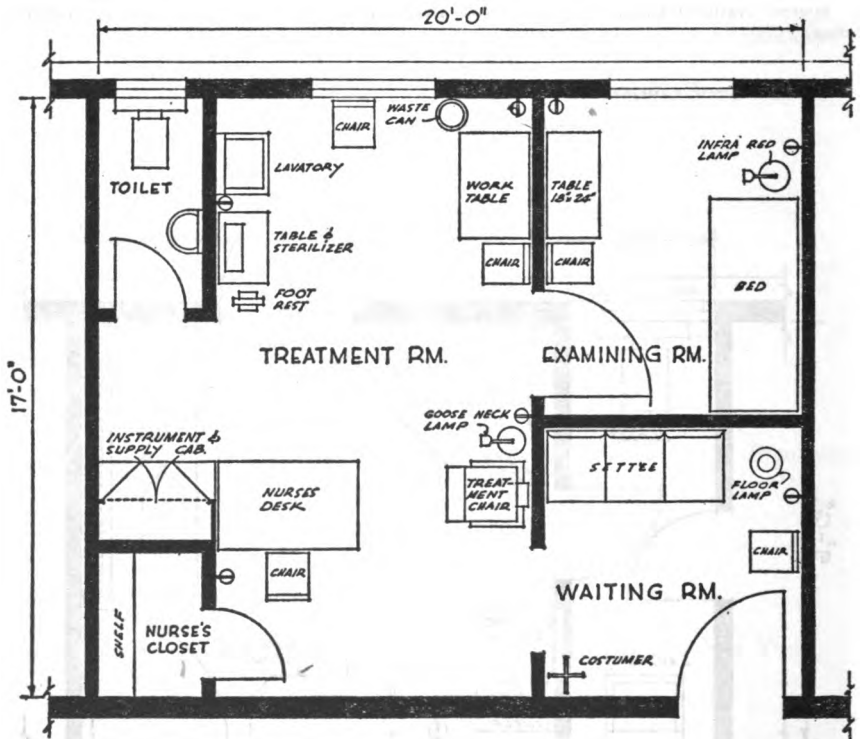 20'-0"
17'-0"
TOILET
CHAIR
WASTE
CAN
LAVATORY
TABLE &
STERILIZER
FOOT
REST
WORK
TABLE
CHAIR
TABLE
18"x24"
CHAIR
INFRA RED
LAMP
BED
TREATMENT RM.
EXAMINING RM.
INSTRUMENT &
SUPPLY CAB.
NURSES
DESK
CHAIR
GOOSE NECK
LAMP
TREAT-
MENT
CHAIR
SETTEE
FLOOR
LAMP
CHAIR
WAITING RM.
SHELF
NURSE'S
CLOSET
COSTUMER